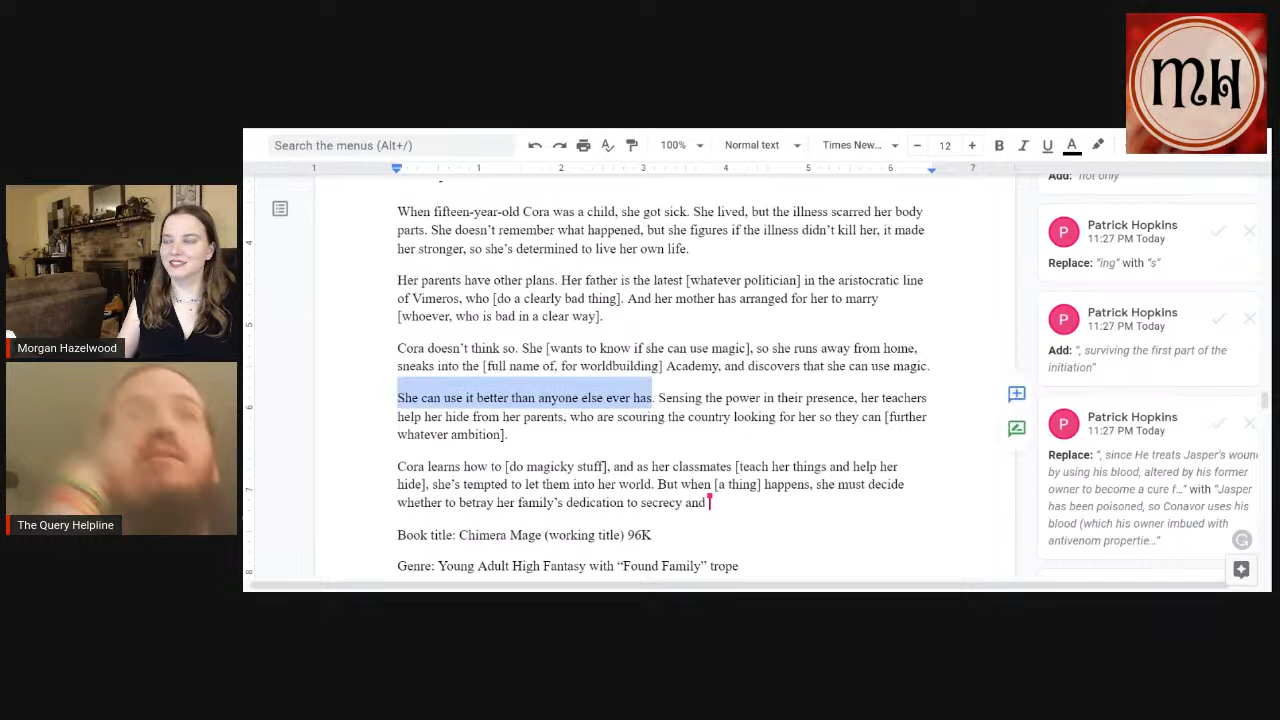 MH
Search the menus (Alt+/)
100%
Normal text
Times New...
12
B
I
U
A
1
1
2
3
4
5
6
7
When fifteen-year-old Cora was a child, she got sick. She lived, but the illness scarred her body
parts. She doesn't remember what happened, but she figures if the illness didn't kill her, it made
her stronger, so she's determined to live her own life.
Her parents have other plans. Her father is the latest [whatever politician] in the aristocratic line
of Vimeros, who [do a clearly bad thing]. And her mother has arranged for her to marry
[whoever, who is bad in a clear way].
Cora doesn't think so. She [wants to know if she can use magic], so she runs away from home,
sneaks into the [full name of, for worldbuilding] Academy, and discovers that she can use magic.
She can use it better than anyone else ever has. Sensing the power in their presence, her teachers
help her hide from her parents, who are scouring the country looking for her so they can [further
whatever ambition].
Cora learns how to [do magicky stuff], and as her classmates [teach her things and help her
hide], she's tempted to let them into her world. But when [a thing] happens, she must decide
whether to betray her family's dedication to secrecy and
Book title: Chimera Mage (working title) 96K
Genre: Young Adult High Fantasy with “Found Family” trope
4
5
6
7
8
Add: "not only"
P
Patrick Hopkins
11:27 PM Today
Replace: "ing" with "s"
P
Patrick Hopkins
11:27 PM Today
Add: ", surviving the first part of the
initiation"
P
Patrick Hopkins
11:27 PM Today
Replace: ", since He treats Jasper's wound
by using his blood, altered by his former
owner to become a cure f..." with "Jasper
has been poisoned, so Conavor uses his
blood (which his owner imbued with
antivenom propertie..."
Morgan Hazelwood
The Query Helpline